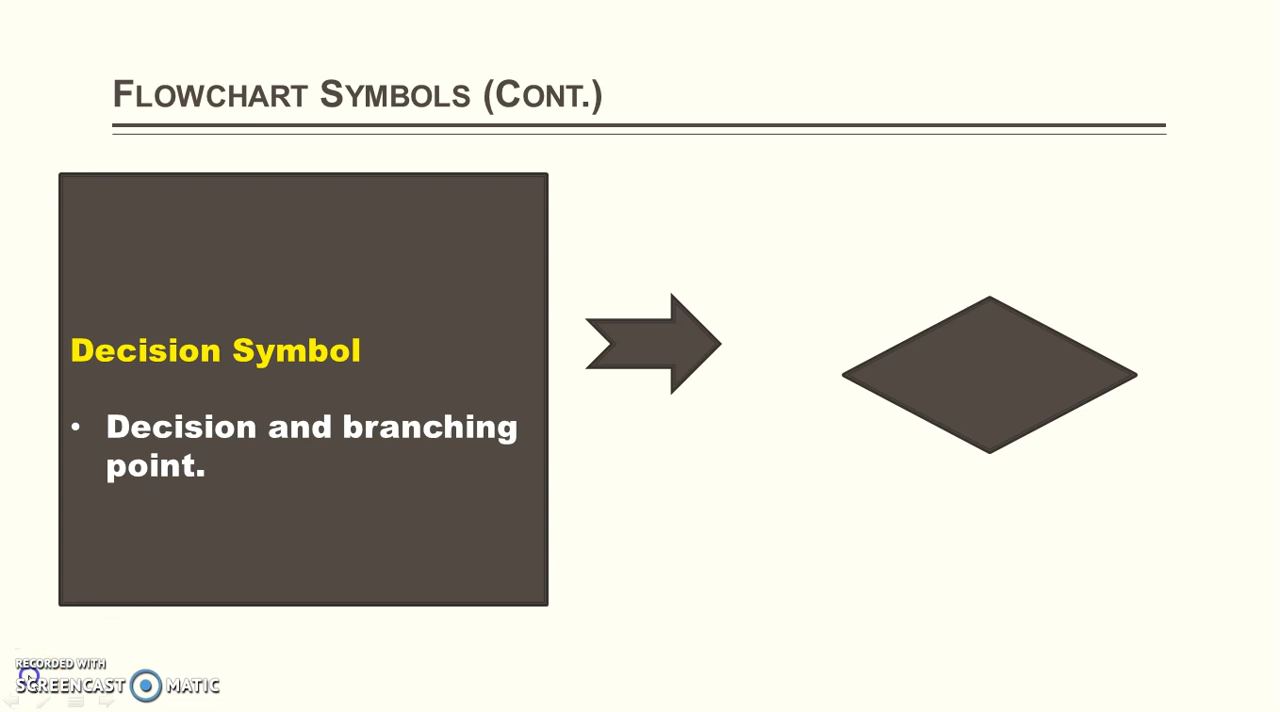 FLOWCHART SYMBOLS (CONT.)
Decision Symbol
• Decision and branching
point.
RECORDED WITH
SCREENCAST MATIC